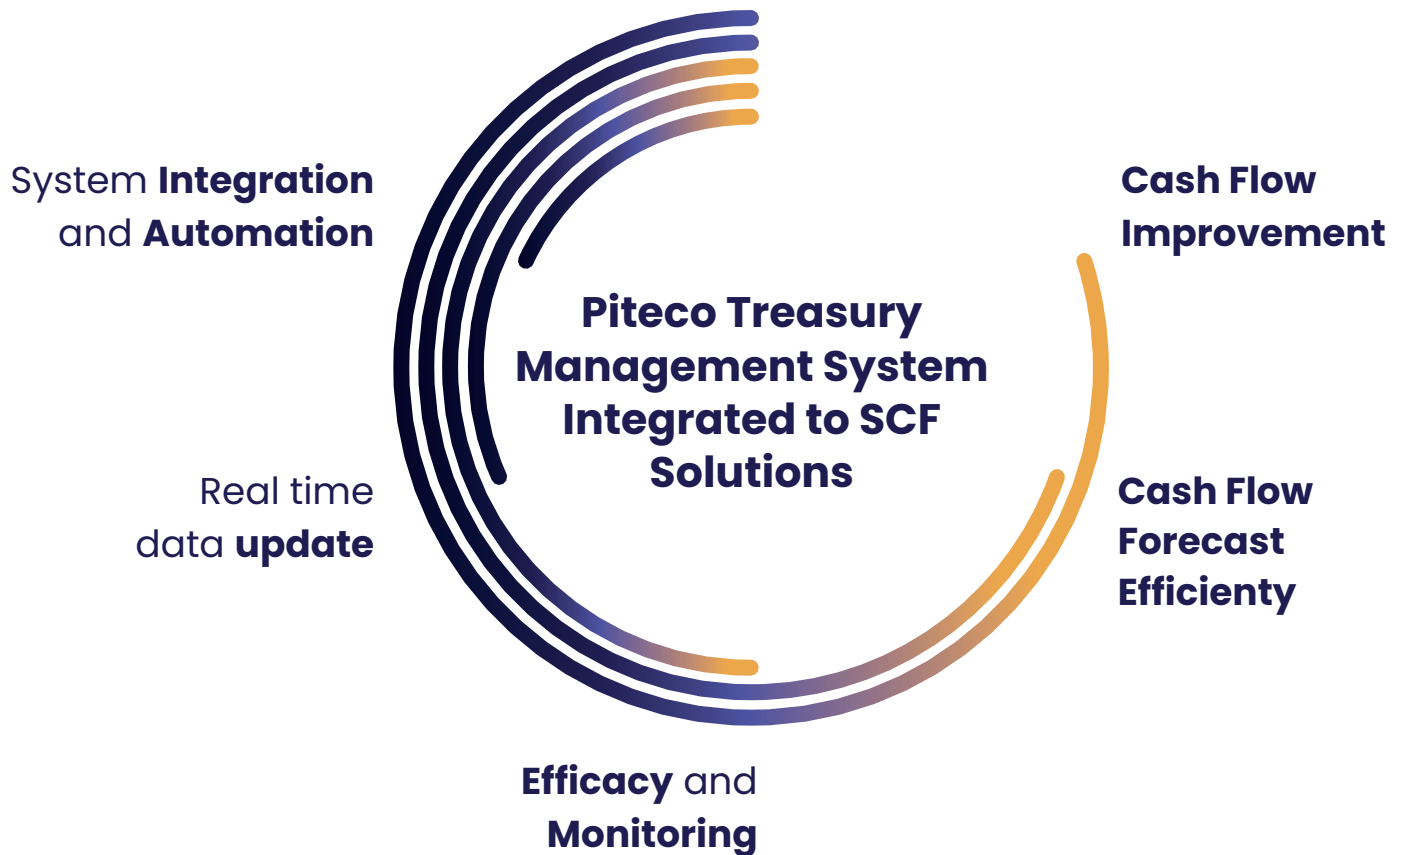 System Integration
and Automation
Cash Flow
Improvement
Piteco Treasury
Management System
Integrated to SCF
Solutions
Real time
data update
Cash Flow
Forecast
Efficienty
Efficacy and
Monitoring